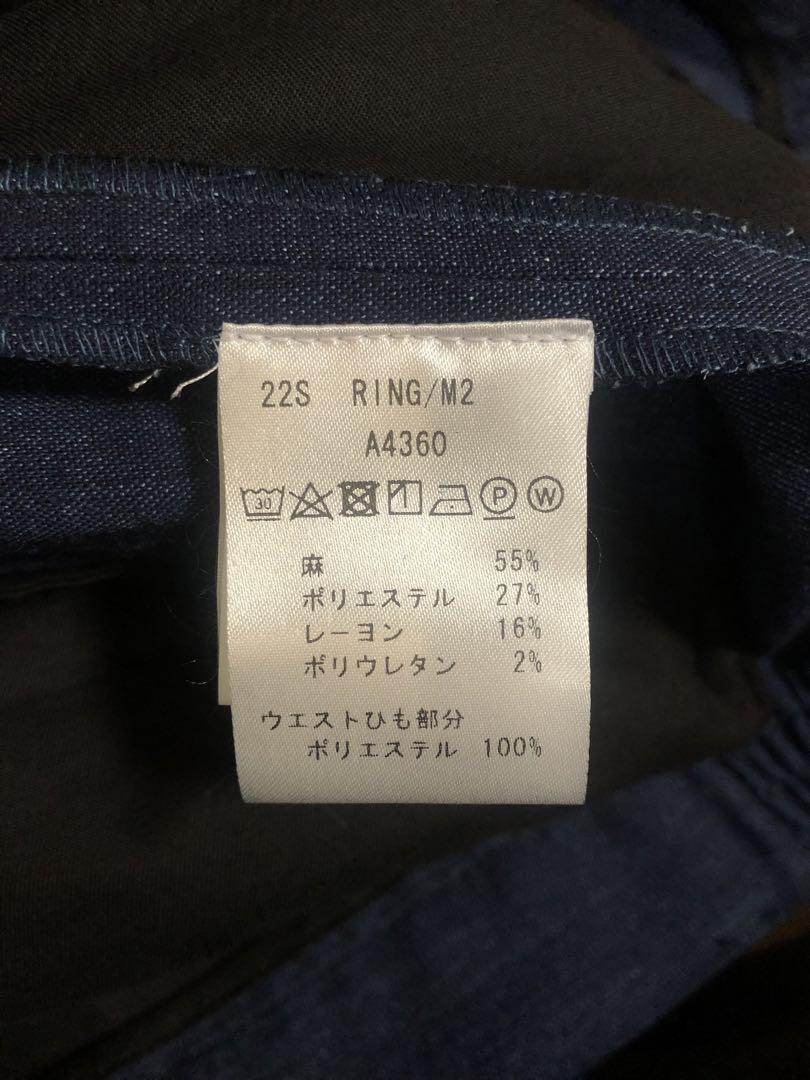 22S RING/M2
A4360
30 P W
麻 55%
ポリエステル 27%
レーヨン 16%
ポリウレタン 2%
ウエストひも部分
ポリエステル 100%